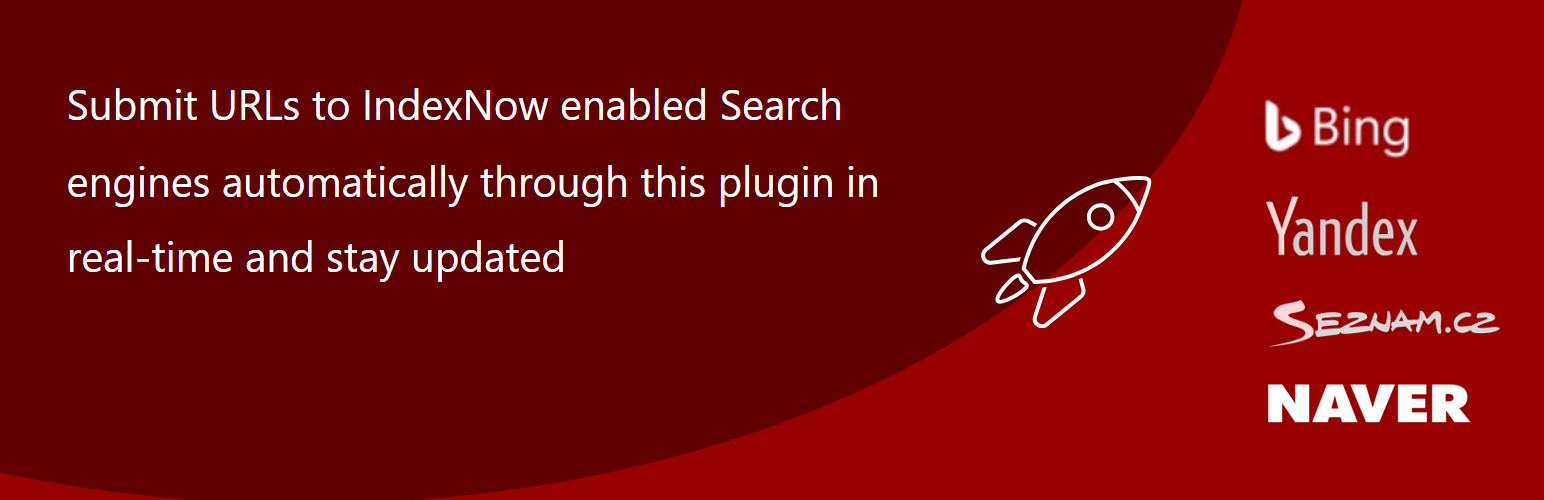 Submit URLs to IndexNow enabled Search
engines automatically through this plugin in
real-time and stay updated
Bing
Yandex
SEZNAM.CZ
NAVER